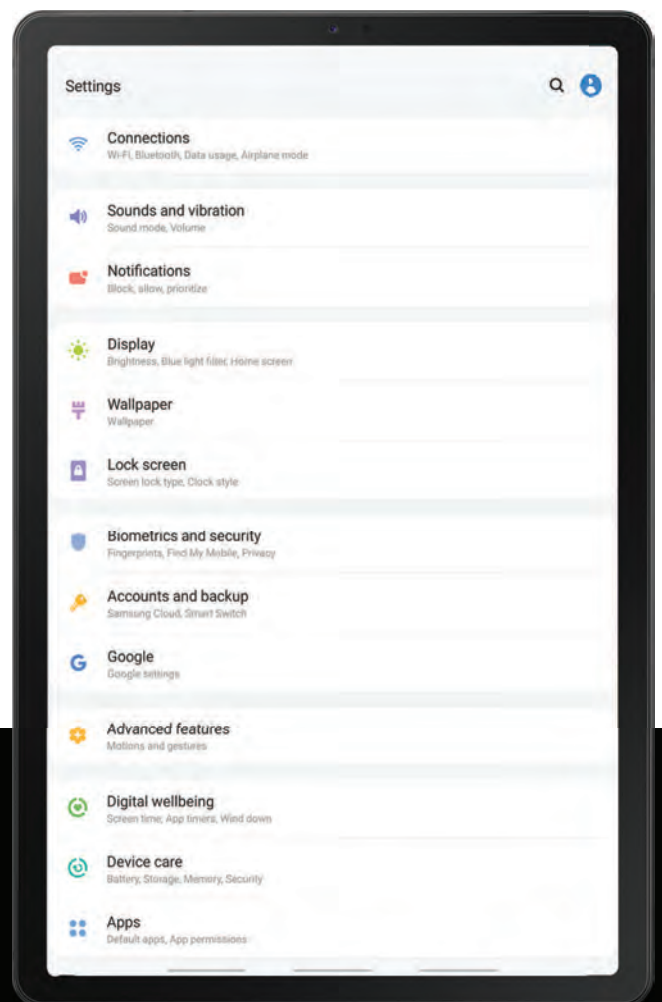 Settings
Connections
Wi-Fi, Bluetooth, Data usage, Airplane mode
Sounds and vibration
Sound mode, Volume
Notifications
Block, allow, prioritize
Display
Brightness, Blue light filter, Home screen
Wallpaper
Wallpaper
Lock screen
Screen lock type, Clock style
Biometrics and security
Fingerprints, Find My Mobile, Privacy
Accounts and backup
Samsung Cloud, Smart Switch
Google
Google settings
Advanced features
Motions and gestures
Digital wellbeing
Screen time, App timers, Wind down
Device care
Battery, Storage, Memory, Security
Apps
Default apps, App permissions